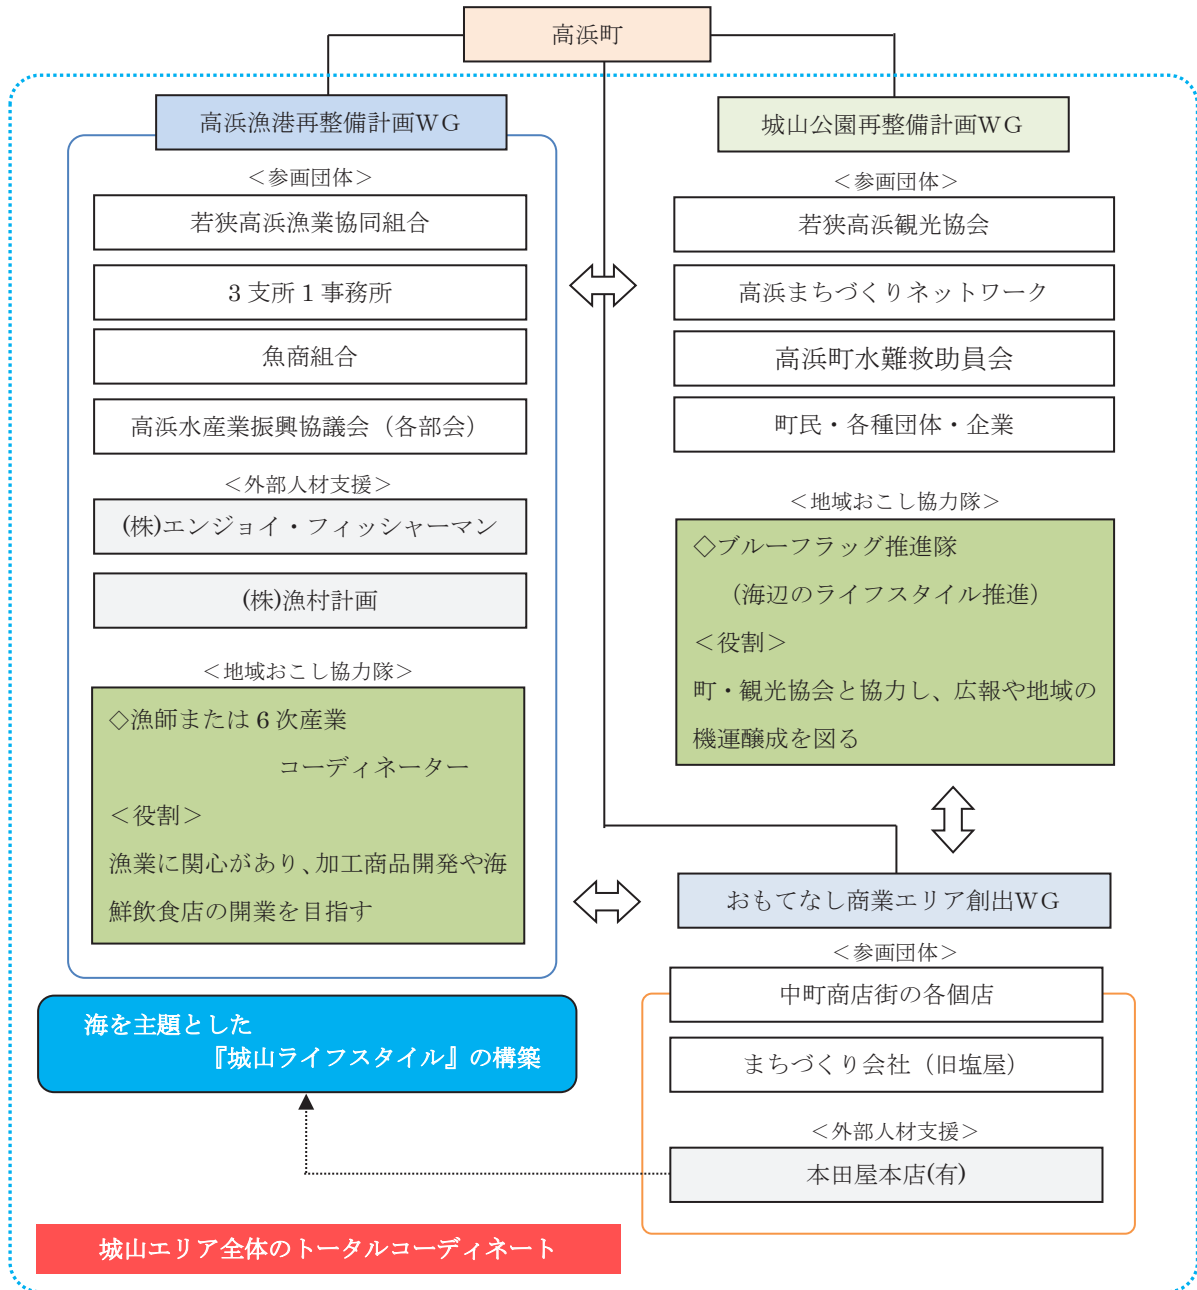 高浜町
高浜漁港再整備計画ＷＧ
＜参画団体＞
若狭高浜漁業協同組合
3 支所 1 事務所
魚商組合
高浜水産業振興協議会（各部会）
＜外部人材支援＞
(株)エンジョイ・フィッシャーマン
(株)漁村計画
＜地域おこし協力隊＞
◇漁師または 6 次産業
コーディネーター
＜役割＞
漁業に関心があり、加工商品開発や海
鮮飲食店の開業を目指す
城山公園再整備計画ＷＧ
＜参画団体＞
若狭高浜観光協会
高浜まちづくりネットワーク
高浜町水難救助員会
町民・各種団体・企業
＜地域おこし協力隊＞
◇ブルーフラッグ推進隊
（海辺のライフスタイル推進）
＜役割＞
町・観光協会と協力し、広報や地域の
機運醸成を図る
おもてなし商業エリア創出ＷＧ
＜参画団体＞
中町商店街の各個店
まちづくり会社（旧塩屋）
＜外部人材支援＞
本田屋本店(有)
海を主題とした
『城山ライフスタイル』の構築
城山エリア全体のトータルコーディネート